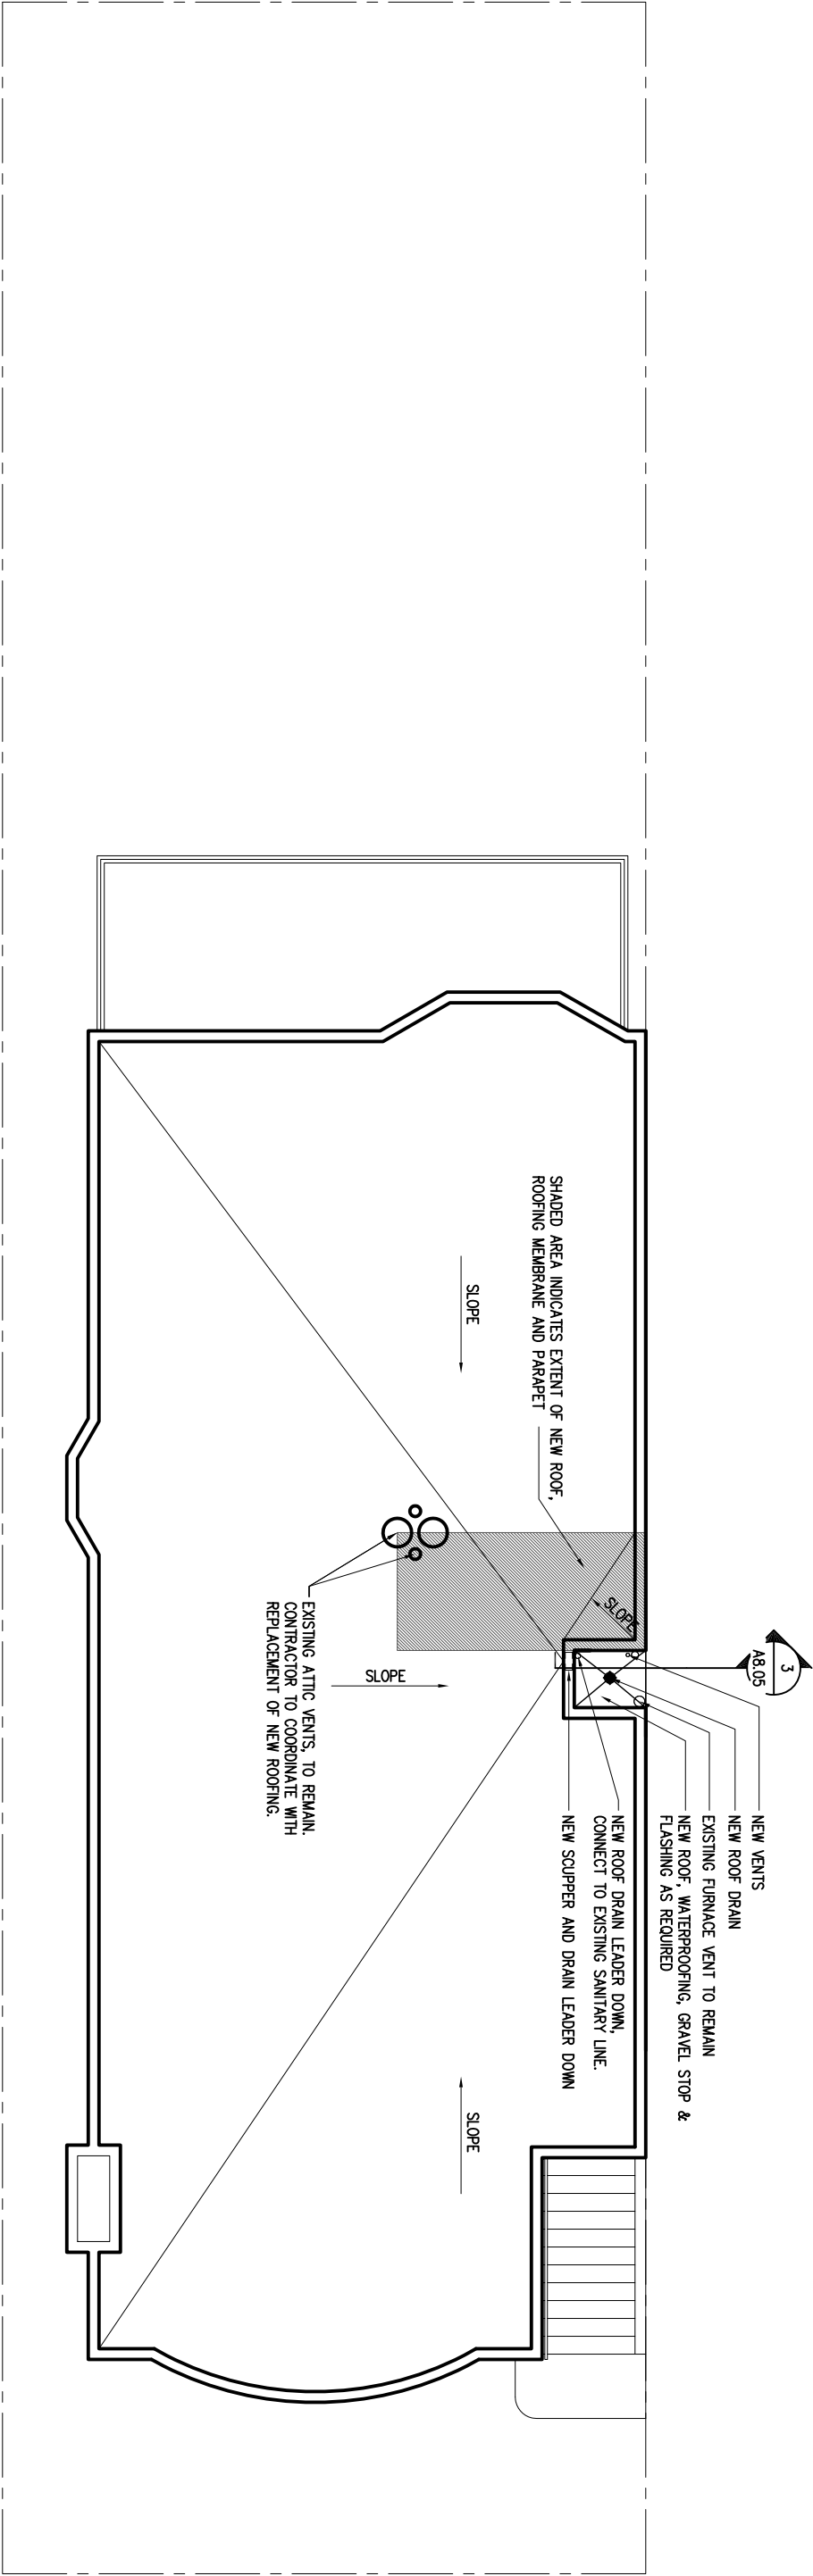 3
A8.05
NEW VENTS
NEW ROOF DRAIN
EXISTING FURNACE VENT TO REMAIN
NEW ROOF, WATERPROOFING, GRAVEL STOP &
FLASHING AS REQUIRED
NEW ROOF DRAIN LEADER DOWN,
CONNECT TO EXISTING SANITARY LINE.
NEW SCUPPER AND DRAIN LEADER DOWN
SHADED AREA INDICATES EXTENT OF NEW ROOF,
ROOFING MEMBRANE AND PARAPET
SLOPE
SLOPE
SLOPE
SLOPE
EXISTING ATTIC VENTS, TO REMAIN.
CONTRACTOR TO COORDINATE WITH
REPLACEMENT OF NEW ROOFING.